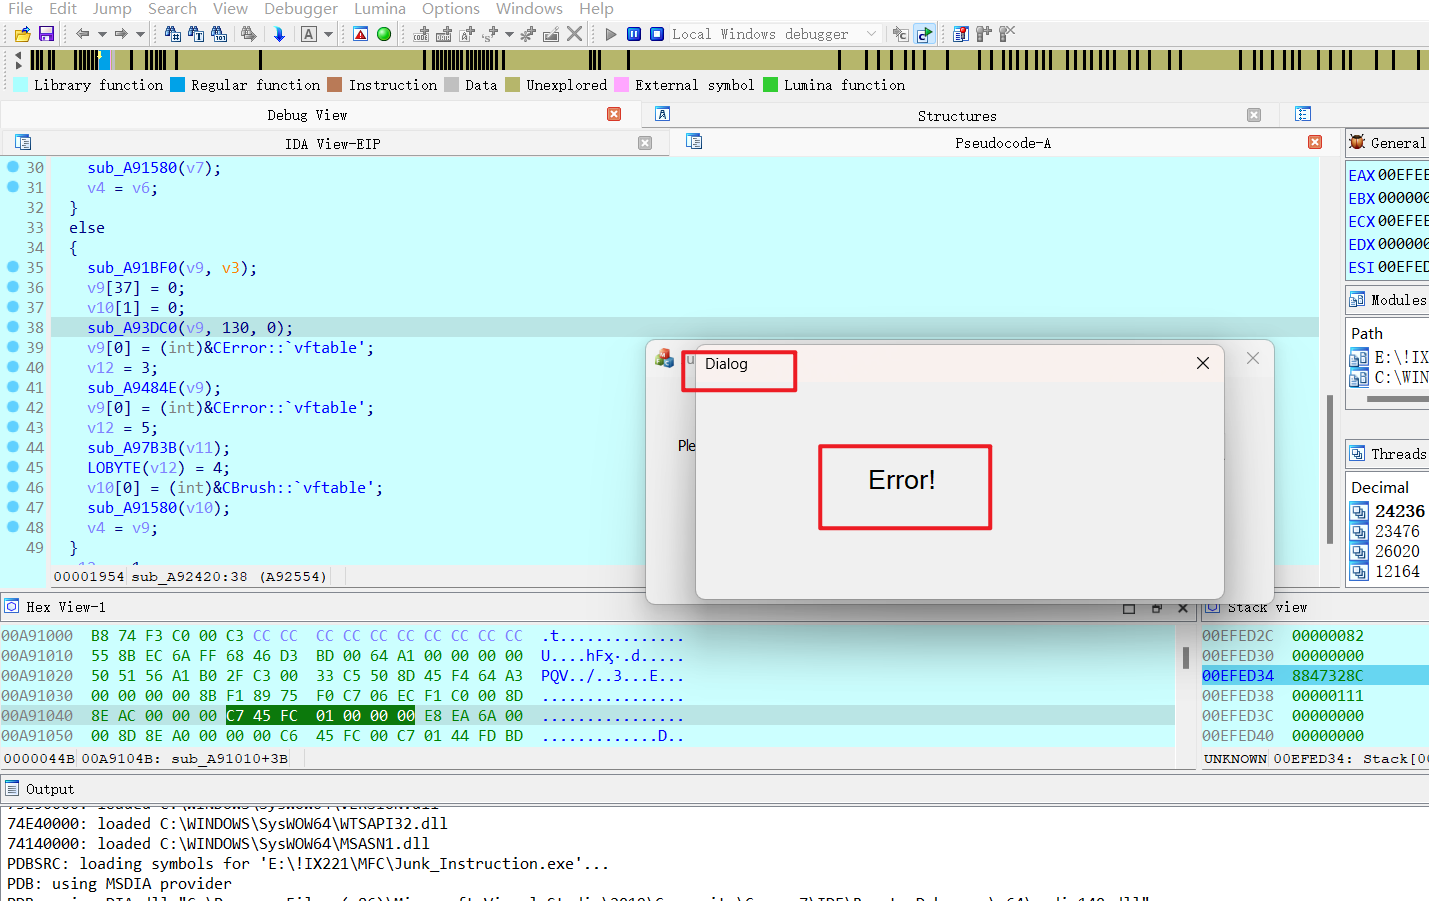 File Edit Jump Search View Debugger Lumina Options Windows Help
Local Windows debugger
Library function Regular function Instruction Data Unexplored External symbol Lumina function
Debug View Structures
IDA View-EIP Pseudocode-A General
30 sub_A91580(v7);
31 v4 = v6;
32 }
33 else
34 {
35 sub_A91BF0(v9, v3);
36 v9[37] = 0;
37 v10[1] = 0;
38 sub_A93DC0(v9, 130, 0);
39 v9[0] = (int)&CError::`vftable';
40 v12 = 3;
41 sub_A9484E(v9);
42 v9[0] = (int)&CError::`vftable';
43 v12 = 5;
44 sub_A97B3B(v11);
45 LOBYTE(v12) = 4;
46 v10[0] = (int)&CBrush::`vftable';
47 sub_A91580(v10);
48 v4 = v9;
49 }
00001954 sub_A92420:38 (A92554)
Dialog
Ple
Error!
EAX 00EFEE
EBX 000000
ECX 00EFEE
EDX 000000
ESI 00EFED
Modules
Path
E:\!IX
C:\WIN
Threads
Decimal
24236
23476
26020
12164
Hex View-1
00A91000 B8 74 F3 C0 00 C3 CC CC CC CC CC CC CC CC CC CC .t..............
00A91010 55 8B EC 6A FF 68 46 D3 BD 00 64 A1 00 00 00 00
00A91020 50 51 56 A1 B0 2F C3 00 33 C5 50 8D 45 F4 64 A3 PQV../..3...E...
00A91030 00 00 00 00 8B F1 89 75 F0 C7 06 EC F1 C0 00 8D ................
00A91040 8E AC 00 00 00 C7 45 FC 01 00 00 00 E8 EA 6A 00 ................
00A91050 00 8D 8E A0 00 00 00 C6 45 FC 00 C7 01 44 FD BD .............D..
0000044B 00A9104B: sub_A91010+3B
Stack view
00EFED2C 00000082
00EFED30 00000000
00EFED34 8847328C
00EFED38 00000111
00EFED3C 00000000
00EFED40 00000000
UNKNOWN 00EFED34: Stack[00
Output
74E40000: loaded C:\WINDOWS\SysWOW64\WTSAPI32.dll
74140000: loaded C:\WINDOWS\SysWOW64\MSASN1.dll
PDBSRC: loading symbols for 'E:\!IX221\MFC\Junk_Instruction.exe'...
PDB: using MSDIA provider